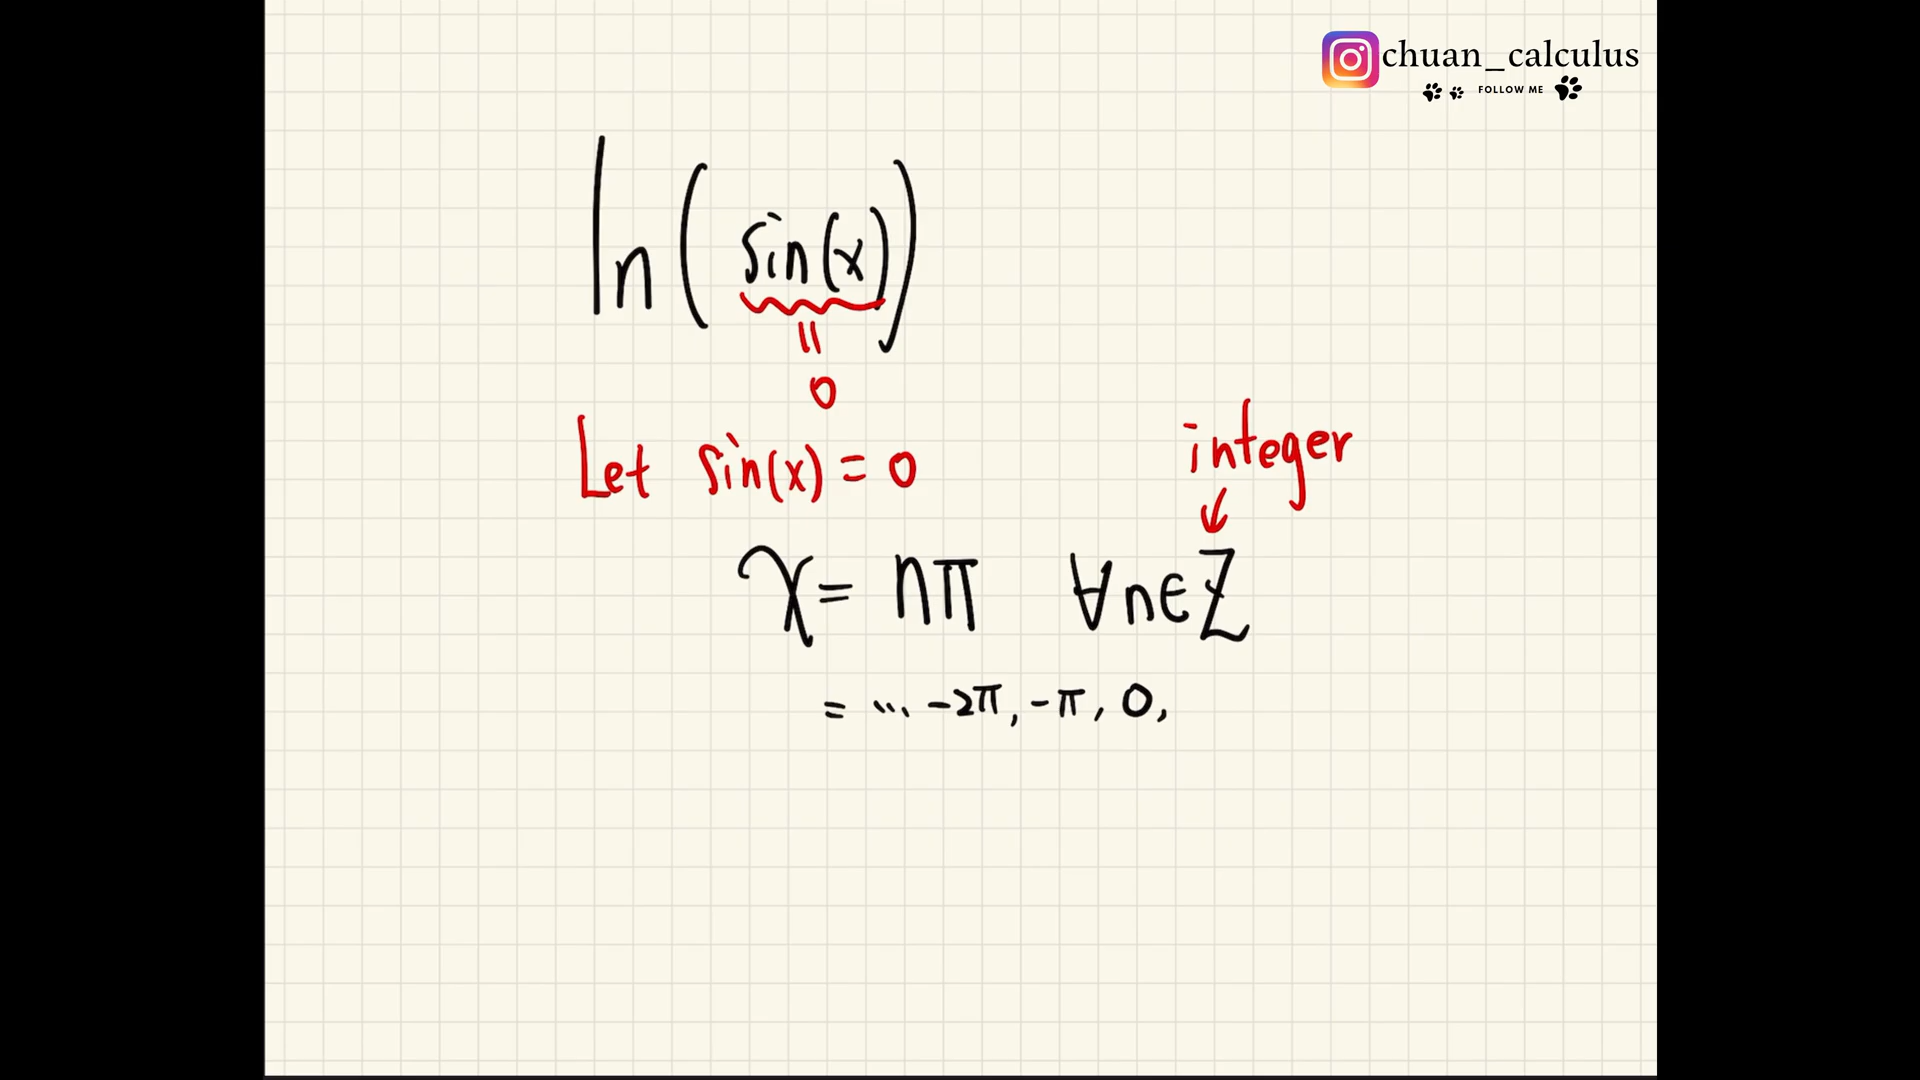 chuan_calculus
FOLLOW ME
ln(sin(x))
=
0
Let sin(x) = 0
integer
↓
x = nπ ∀n∈Z
= ... -2π, -π, 0,